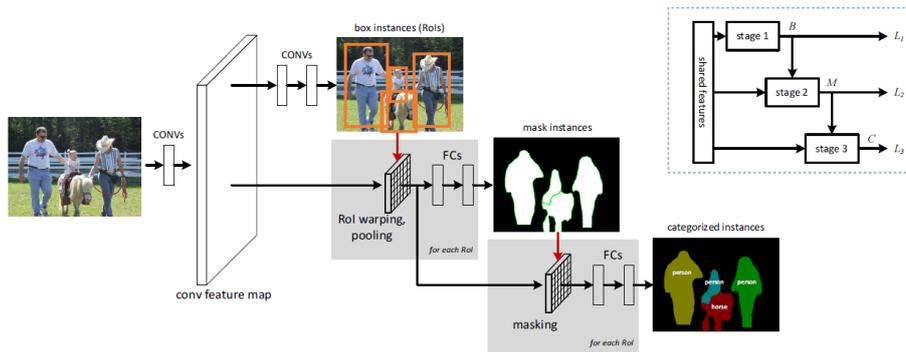 box instances (RoIs)
CONVs
CONVs
conv feature map
RoI warping,
pooling
FCs
for each RoI
mask instances
masking
FCs
for each RoI
categorized instances
person
person
person
horse
shared features
stage 1
B
L1
stage 2
M
L2
stage 3
C
L3